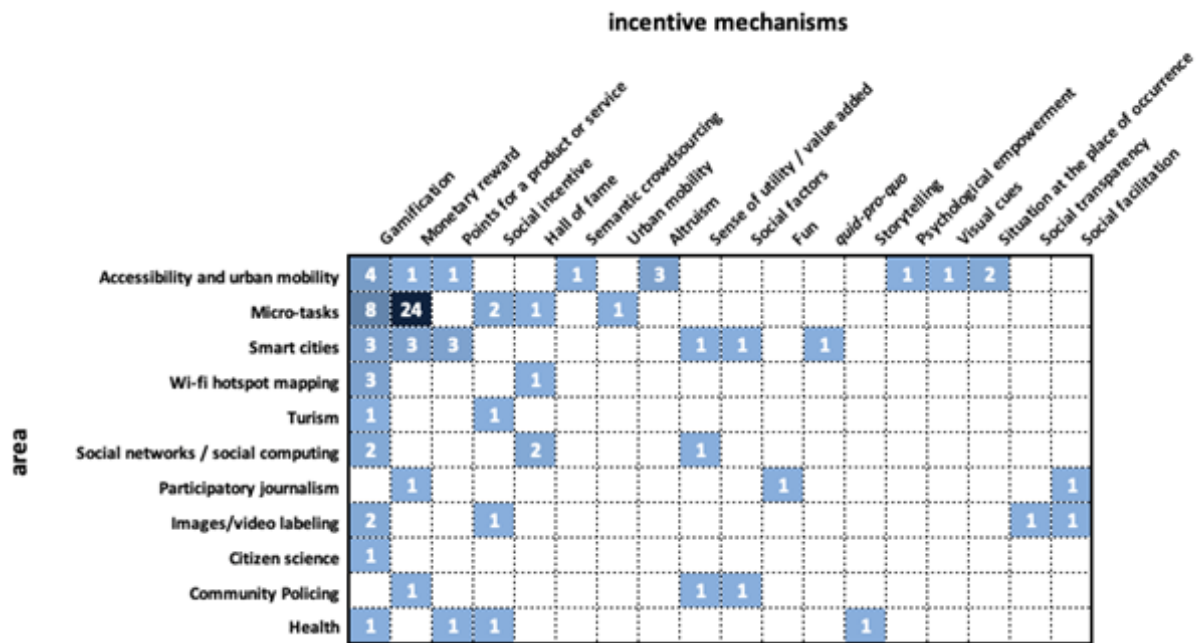 incentive mechanisms
Gamification
Monetary reward
Points for a product or service
Social incentive
Hall of fame
Semantic crowdsourcing
Urban mobility
Altruism
Sense of utility / value added
Social factors
Fun
quid-pro-quo
Storytelling
Psychological empowerment
Visual cues
Situation at the place of occurrence
Social transparency
Social facilitation
area
Accessibility and urban mobility 4 1 1 1 3 1 1 2
Micro-tasks 8 24 2 1 1
Smart cities 3 3 3 1 1 1
Wi-fi hotspot mapping 3 1
Turism 1 1
Social networks / social computing 2 2 1
Participatory journalism 1 1 1
Images/video labeling 2 1 1 1
Citizen science 1
Community Policing 1 1 1
Health 1 1 1 1